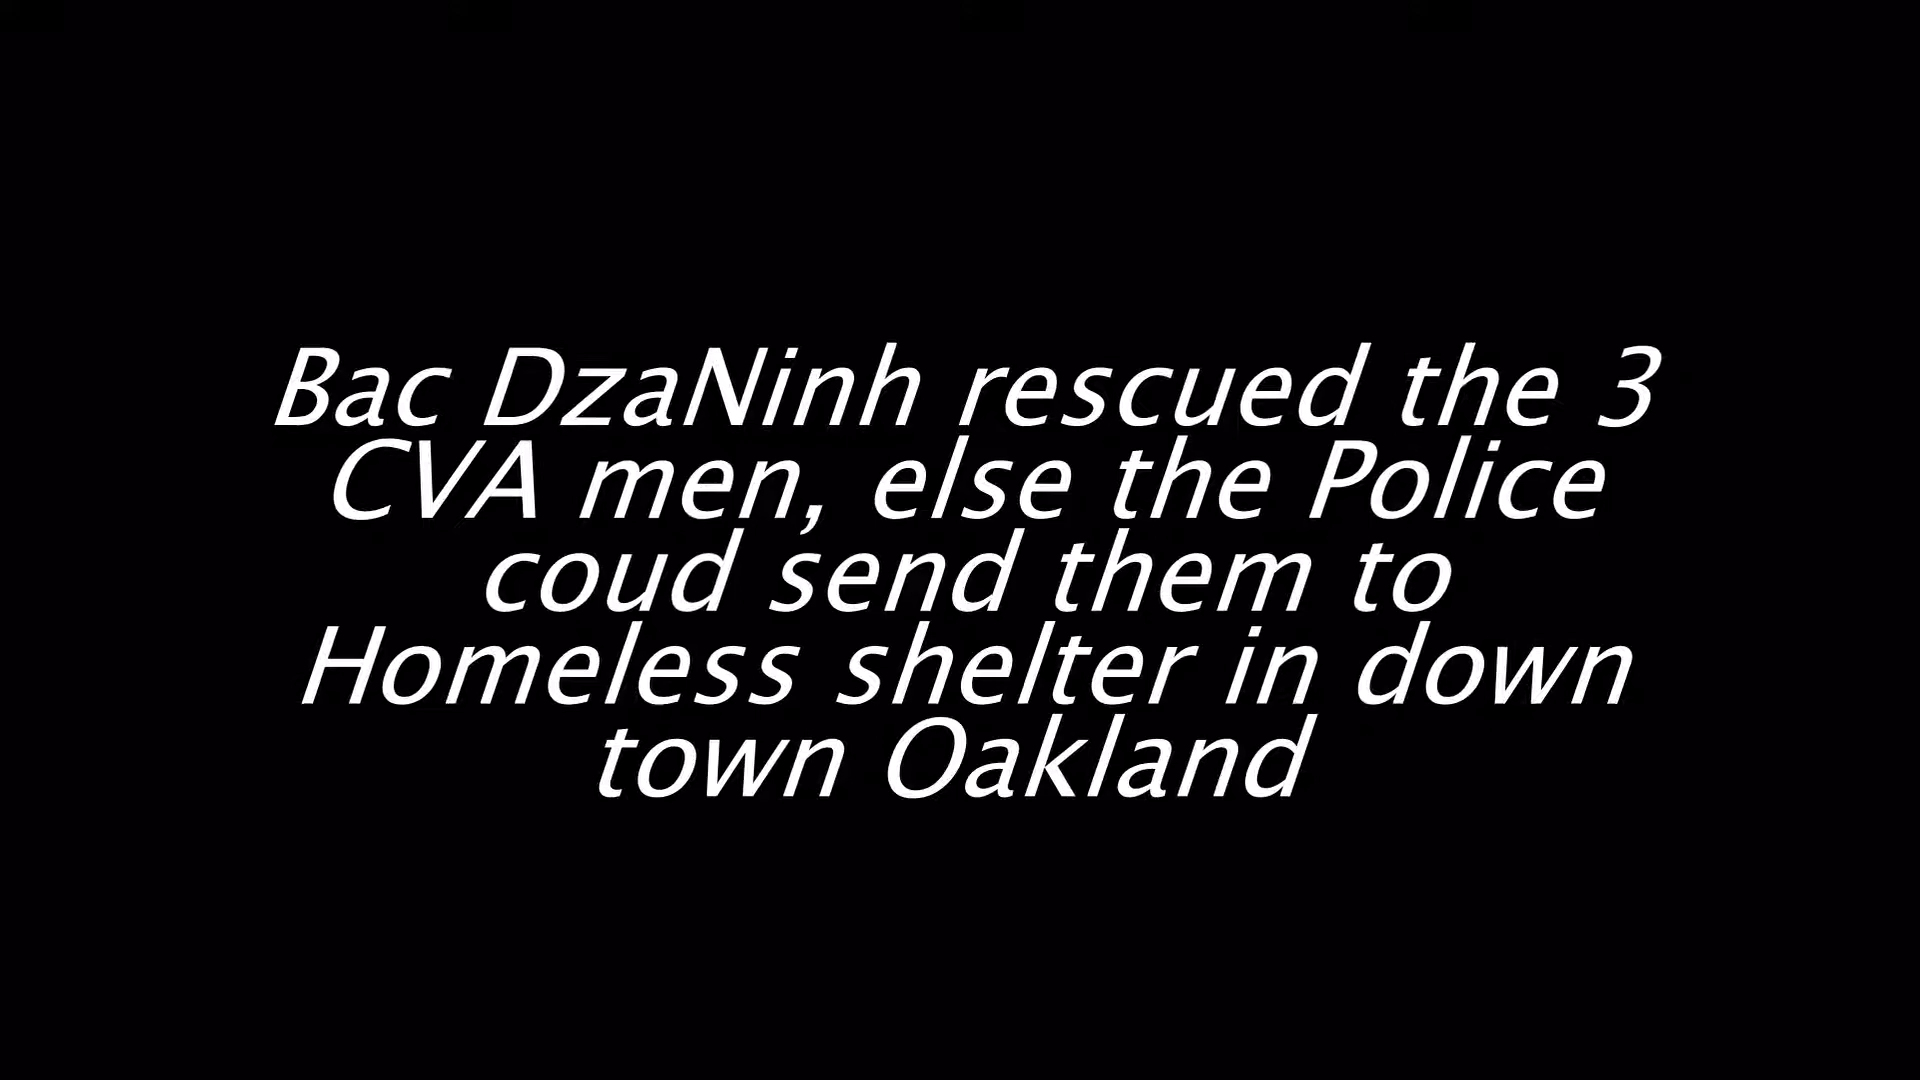 Bac DzaNinh rescued the 3
CVA men, else the Police
coud send them to
Homeless shelter in down
town Oakland